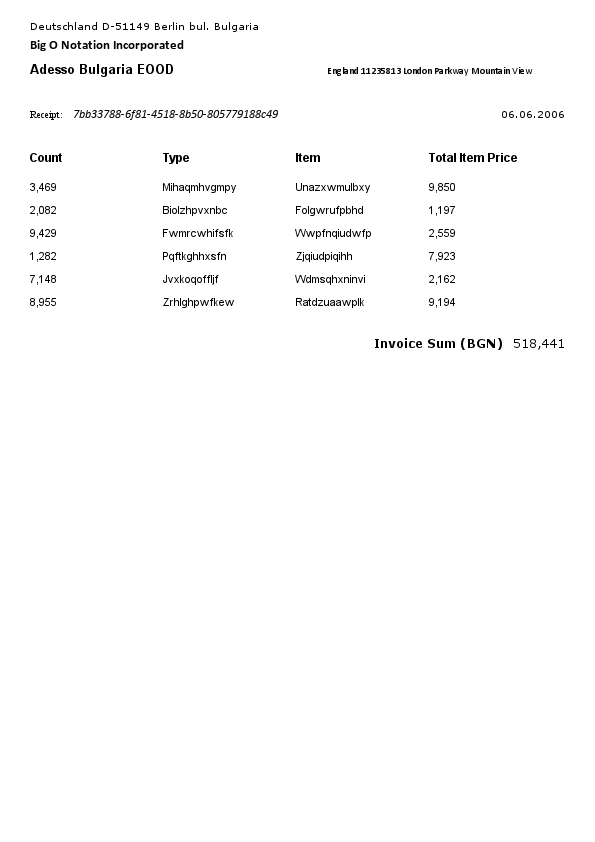 Deutschland D-51149 Berlin bul. Bulgaria
Big O Notation Incorporated
Adesso Bulgaria EOOD England 11235813 London Parkway Mountain View
Receipt: 7bb33788-6f81-4518-8b50-805779188c49 06.06.2006
Count Type Item Total Item Price
3,469 Mihaqmhvgmpy Unazxwmulbxy 9,850
2,082 Biolzhpvxnbc Folgwrufpbhd 1,197
9,429 Fwmrcwhifsfk Wwpfnqiudwfp 2,559
1,282 Pqftkghhxsfn Zjqiudpiqihh 7,923
7,148 Jvxkoqoffljf Wdmsqhxninvi 2,162
8,955 Zrhlghpwfkew Ratdzuaawplk 9,194
Invoice Sum (BGN) 518,441